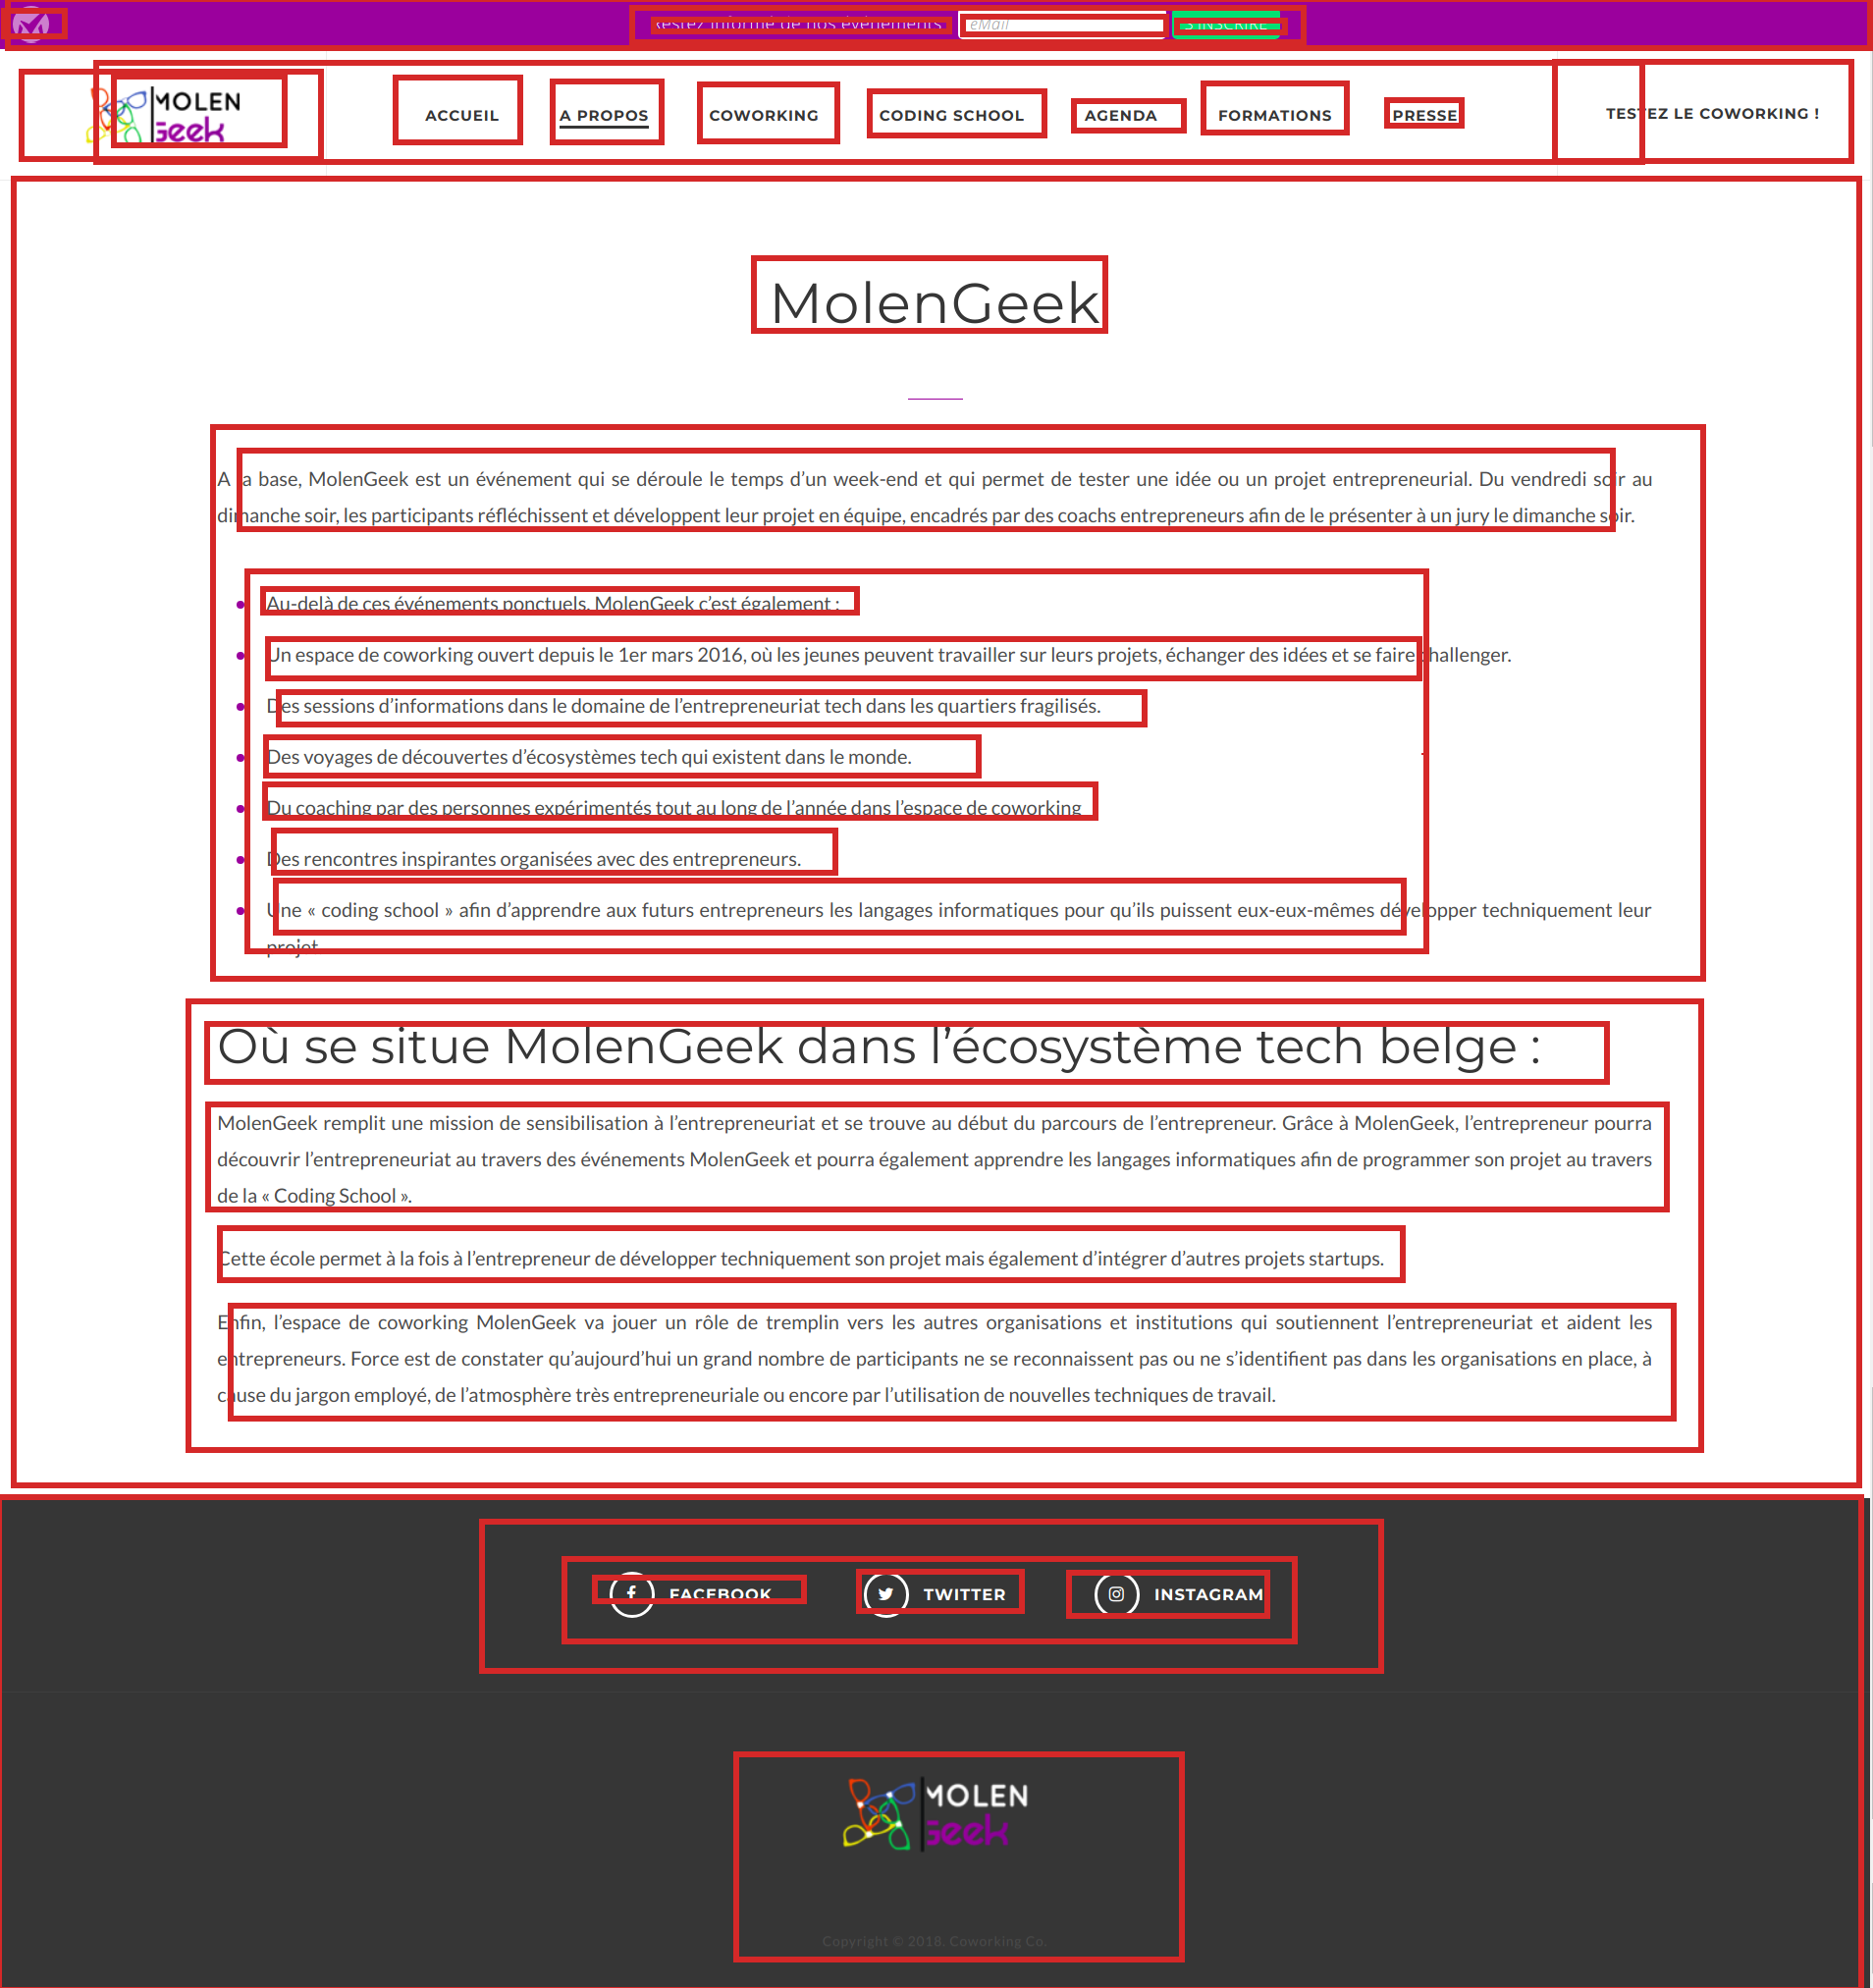 Restez informé de nos événements
eMail
S'INSCRIRE
MOLEN
Geek
ACCUEIL
A PROPOS
COWORKING
CODING SCHOOL
AGENDA
FORMATIONS
PRESSE
TESTEZ LE COWORKING !
MolenGeek
A la base, MolenGeek est un événement qui se déroule le temps d’un week-end et qui permet de tester une idée ou un projet entrepreneurial. Du vendredi soir au
dimanche soir, les participants réfléchissent et développent leur projet en équipe, encadrés par des coachs entrepreneurs afin de le présenter à un jury le dimanche soir.
Au-delà de ces événements ponctuels, MolenGeek c’est également :
Un espace de coworking ouvert depuis le 1er mars 2016, où les jeunes peuvent travailler sur leurs projets, échanger des idées et se faire challenger.
Des sessions d’informations dans le domaine de l’entrepreneuriat tech dans les quartiers fragilisés.
Des voyages de découvertes d’écosystèmes tech qui existent dans le monde.
Du coaching par des personnes expérimentés tout au long de l’année dans l’espace de coworking
Des rencontres inspirantes organisées avec des entrepreneurs.
Une « coding school » afin d’apprendre aux futurs entrepreneurs les langages informatiques pour qu’ils puissent eux-eux-mêmes développer techniquement leur
projet
Où se situe MolenGeek dans l’écosystème tech belge :
MolenGeek remplit une mission de sensibilisation à l’entrepreneuriat et se trouve au début du parcours de l’entrepreneur. Grâce à MolenGeek, l’entrepreneur pourra
découvrir l’entrepreneuriat au travers des événements MolenGeek et pourra également apprendre les langages informatiques afin de programmer son projet au travers
de la « Coding School ».
Cette école permet à la fois à l’entrepreneur de développer techniquement son projet mais également d’intégrer d’autres projets startups.
Enfin, l’espace de coworking MolenGeek va jouer un rôle de tremplin vers les autres organisations et institutions qui soutiennent l’entrepreneuriat et aident les
entrepreneurs. Force est de constater qu’aujourd’hui un grand nombre de participants ne se reconnaissent pas ou ne s’identifient pas dans les organisations en place, à
cause du jargon employé, de l’atmosphère très entrepreneuriale ou encore par l’utilisation de nouvelles techniques de travail.
FACEBOOK
TWITTER
INSTAGRAM
MOLEN
Geek
Copyright © 2018. Coworking Co.